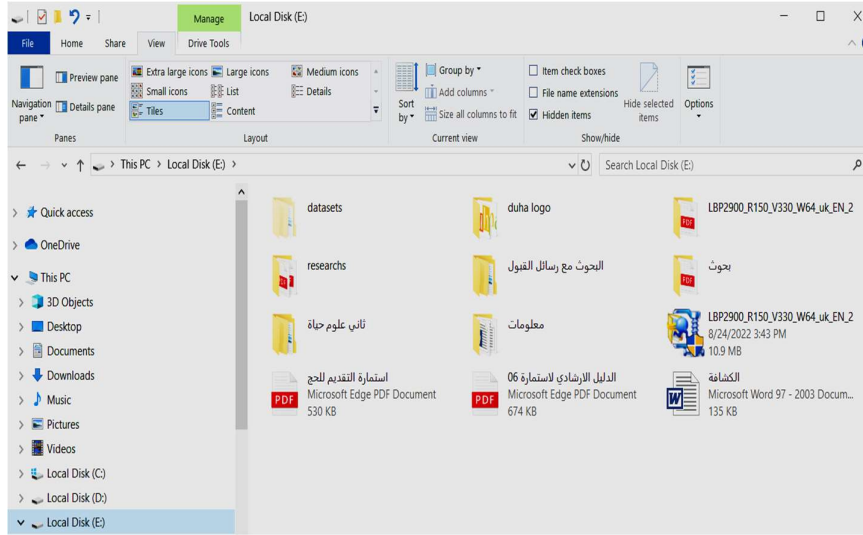 Manage
Local Disk (E:)
File
Home
Share
View
Drive Tools
Navigation pane
Preview pane
Details pane
Panes
Extra large icons
Large icons
Medium icons
Small icons
List
Details
Tiles
Content
Layout
Sort by
Group by
Add columns
Size all columns to fit
Current view
Item check boxes
File name extensions
Hidden items
Hide selected items
Show/hide
Options
This PC > Local Disk (E:) >
Search Local Disk (E:)
Quick access
OneDrive
This PC
3D Objects
Desktop
Documents
Downloads
Music
Pictures
Videos
Local Disk (C:)
Local Disk (D:)
Local Disk (E:)
datasets
duha logo
LBP2900_R150_V330_W64_uk_EN_2
PDF
researchs
البحوث مع رسائل القبول
بحوث
PDF
ثاني علوم حياة
معلومات
LBP2900_R150_V330_W64_uk_EN_2
8/24/2022 3:43 PM
10.9 MB
استمارة التقديم للحج
Microsoft Edge PDF Document
530 KB
PDF
الدليل الارشادي لاستمارة 06
Microsoft Edge PDF Document
674 KB
PDF
الكشافة
Microsoft Word 97 - 2003 Docum...
135 KB
W